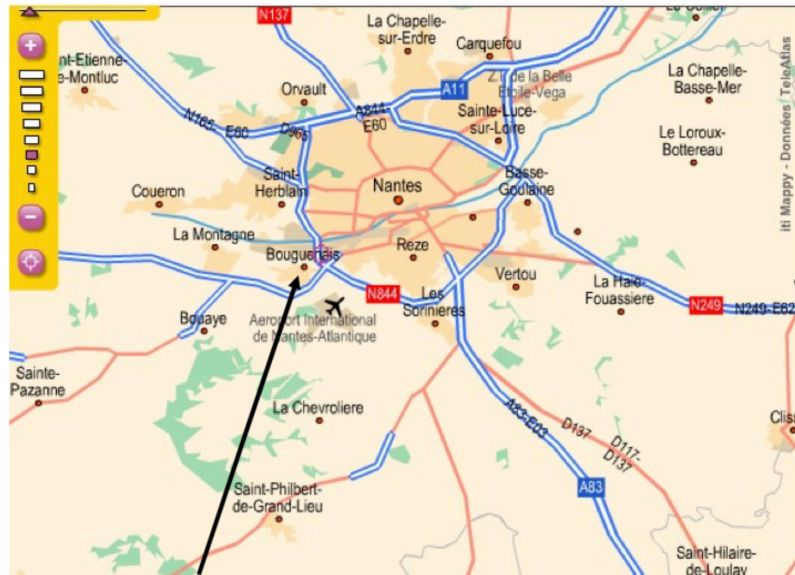 N137
La Chapelle-
sur-Erdre
Carquefou
nt-Etienne-
e-Montluc
Orvault
A11
Z.I. de la Belle
Etoile-Vega
La Chapelle-
Basse-Mer
N165-
E60
D965
A844-
E60
Sainte-Luce-
sur-Loire
Le Loroux-
Bottereau
Saint-
Herblain
Nantes
Basse-
Goulaine
Coueron
La Montagne
Bouguenais
Reze
Vertou
La Haie-
Fouassiere
N844
Les
Sorinieres
N249
N249-E62
Bouaye
Aeroport International
de Nantes-Atlantique
Sainte-
Pazanne
La Chevroliere
A83-E03
D137
D117-
D137
Cliss
A83
Saint-Philbert-
de-Grand-Lieu
Saint-Hilaire-
de-Loulay
iti Mappy - Données TeleAtlas